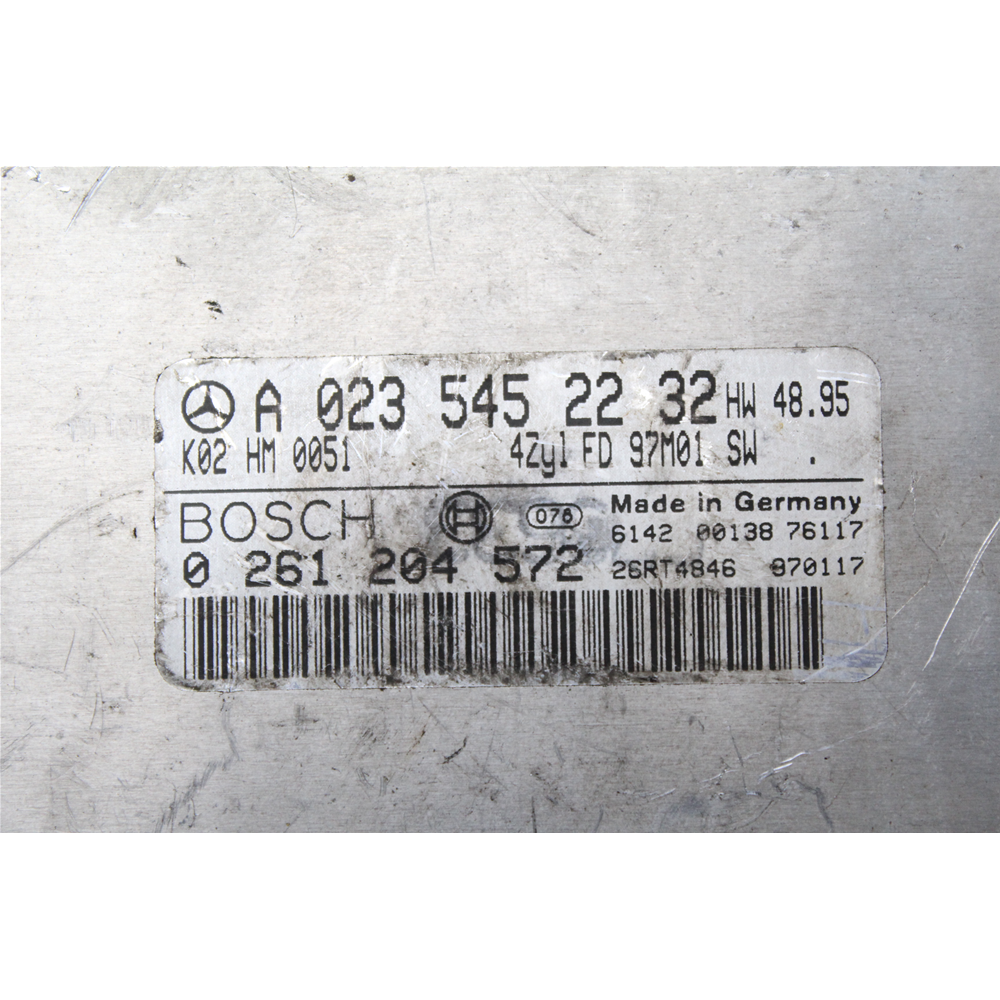 A 023 545 22 32 HW 48.95
K02 HM 0051 4Zyl FD 97M01 SW .
BOSCH 076 Made in Germany
6142 00138 76117
0 261 204 572 26RT4846 970117